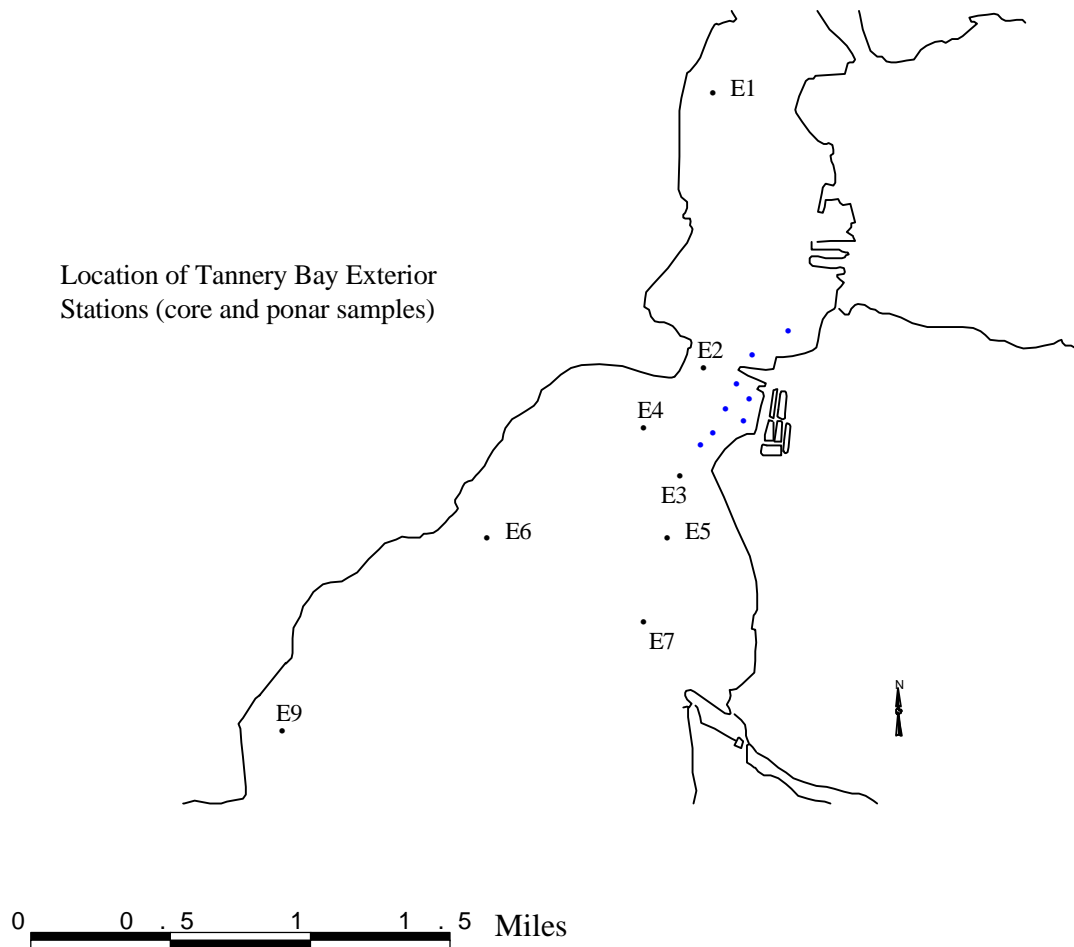 E1
Location of Tannery Bay Exterior
Stations (core and ponar samples)
E2
E4
E3
E6
E5
E7
N
E9
0 0.5 1 1.5 Miles